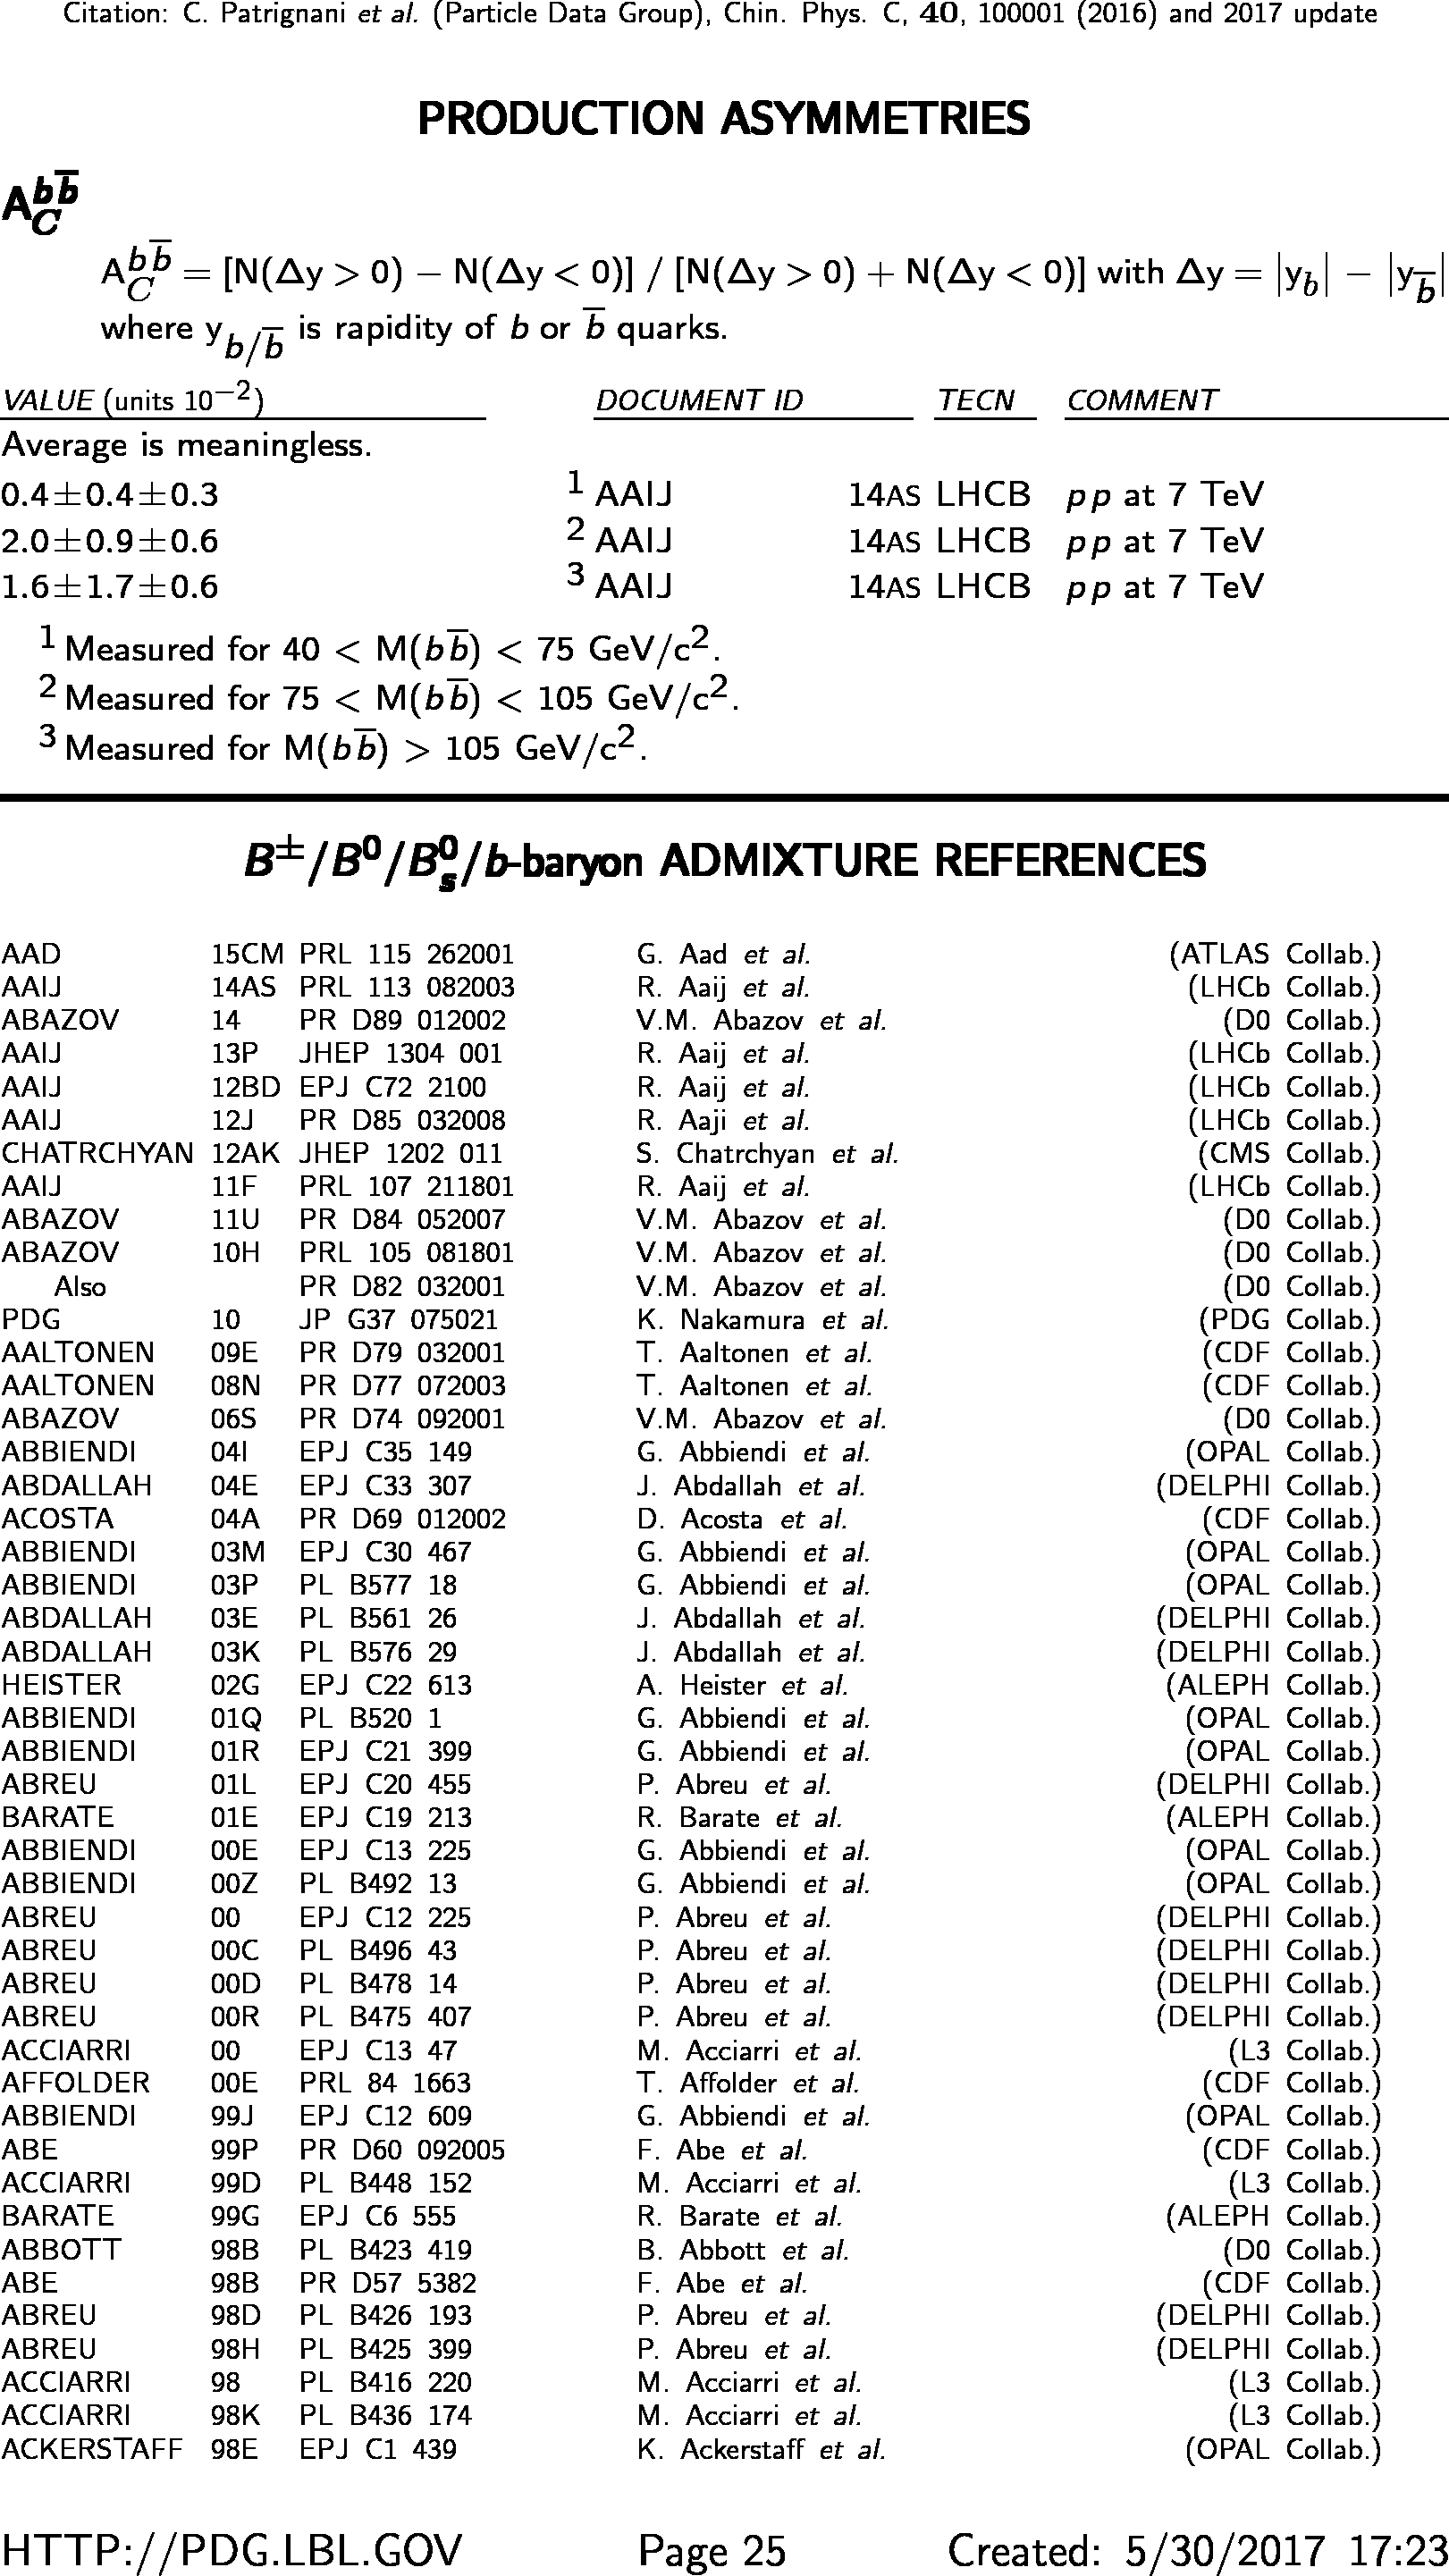 Citation: C. Patrignani et al. (Particle Data Group), Chin. Phys. C, 40, 100001 (2016) and 2017 update
PRODUCTION ASYMMETRIES
A_C^{b\overline{b}}
A_C^{b\overline{b}} = [N(Δy > 0) − N(Δy < 0)] / [N(Δy > 0) + N(Δy < 0)] with Δy = |y_b| − |y_{\overline{b}}|
where y_{b/\overline{b}} is rapidity of b or \overline{b} quarks.
VALUE (units 10^{−2}) DOCUMENT ID TECN COMMENT
Average is meaningless.
0.4±0.4±0.3 ^1 AAIJ 14AS LHCB pp at 7 TeV
2.0±0.9±0.6 ^2 AAIJ 14AS LHCB pp at 7 TeV
1.6±1.7±0.6 ^3 AAIJ 14AS LHCB pp at 7 TeV
^1 Measured for 40 < M(b\overline{b}) < 75 GeV/c^2.
^2 Measured for 75 < M(b\overline{b}) < 105 GeV/c^2.
^3 Measured for M(b\overline{b}) > 105 GeV/c^2.
B^±/B^0/B_s^0/b-baryon ADMIXTURE REFERENCES
AAD 15CM PRL 115 262001 G. Aad et al. (ATLAS Collab.)
AAIJ 14AS PRL 113 082003 R. Aaij et al. (LHCb Collab.)
ABAZOV 14 PR D89 012002 V.M. Abazov et al. (D0 Collab.)
AAIJ 13P JHEP 1304 001 R. Aaij et al. (LHCb Collab.)
AAIJ 12BD EPJ C72 2100 R. Aaij et al. (LHCb Collab.)
AAIJ 12J PR D85 032008 R. Aaji et al. (LHCb Collab.)
CHATRCHYAN 12AK JHEP 1202 011 S. Chatrchyan et al. (CMS Collab.)
AAIJ 11F PRL 107 211801 R. Aaij et al. (LHCb Collab.)
ABAZOV 11U PR D84 052007 V.M. Abazov et al. (D0 Collab.)
ABAZOV 10H PRL 105 081801 V.M. Abazov et al. (D0 Collab.)
Also PR D82 032001 V.M. Abazov et al. (D0 Collab.)
PDG 10 JP G37 075021 K. Nakamura et al. (PDG Collab.)
AALTONEN 09E PR D79 032001 T. Aaltonen et al. (CDF Collab.)
AALTONEN 08N PR D77 072003 T. Aaltonen et al. (CDF Collab.)
ABAZOV 06S PR D74 092001 V.M. Abazov et al. (D0 Collab.)
ABBIENDI 04I EPJ C35 149 G. Abbiendi et al. (OPAL Collab.)
ABDALLAH 04E EPJ C33 307 J. Abdallah et al. (DELPHI Collab.)
ACOSTA 04A PR D69 012002 D. Acosta et al. (CDF Collab.)
ABBIENDI 03M EPJ C30 467 G. Abbiendi et al. (OPAL Collab.)
ABBIENDI 03P PL B577 18 G. Abbiendi et al. (OPAL Collab.)
ABDALLAH 03E PL B561 26 J. Abdallah et al. (DELPHI Collab.)
ABDALLAH 03K PL B576 29 J. Abdallah et al. (DELPHI Collab.)
HEISTER 02G EPJ C22 613 A. Heister et al. (ALEPH Collab.)
ABBIENDI 01Q PL B520 1 G. Abbiendi et al. (OPAL Collab.)
ABBIENDI 01R EPJ C21 399 G. Abbiendi et al. (OPAL Collab.)
ABREU 01L EPJ C20 455 P. Abreu et al. (DELPHI Collab.)
BARATE 01E EPJ C19 213 R. Barate et al. (ALEPH Collab.)
ABBIENDI 00E EPJ C13 225 G. Abbiendi et al. (OPAL Collab.)
ABBIENDI 00Z PL B492 13 G. Abbiendi et al. (OPAL Collab.)
ABREU 00 EPJ C12 225 P. Abreu et al. (DELPHI Collab.)
ABREU 00C PL B496 43 P. Abreu et al. (DELPHI Collab.)
ABREU 00D PL B478 14 P. Abreu et al. (DELPHI Collab.)
ABREU 00R PL B475 407 P. Abreu et al. (DELPHI Collab.)
ACCIARRI 00 EPJ C13 47 M. Acciarri et al. (L3 Collab.)
AFFOLDER 00E PRL 84 1663 T. Affolder et al. (CDF Collab.)
ABBIENDI 99J EPJ C12 609 G. Abbiendi et al. (OPAL Collab.)
ABE 99P PR D60 092005 F. Abe et al. (CDF Collab.)
ACCIARRI 99D PL B448 152 M. Acciarri et al. (L3 Collab.)
BARATE 99G EPJ C6 555 R. Barate et al. (ALEPH Collab.)
ABBOTT 98B PL B423 419 B. Abbott et al. (D0 Collab.)
ABE 98B PR D57 5382 F. Abe et al. (CDF Collab.)
ABREU 98D PL B426 193 P. Abreu et al. (DELPHI Collab.)
ABREU 98H PL B425 399 P. Abreu et al. (DELPHI Collab.)
ACCIARRI 98 PL B416 220 M. Acciarri et al. (L3 Collab.)
ACCIARRI 98K PL B436 174 M. Acciarri et al. (L3 Collab.)
ACKERSTAFF 98E EPJ C1 439 K. Ackerstaff et al. (OPAL Collab.)
HTTP://PDG.LBL.GOV Page 25 Created: 5/30/2017 17:23